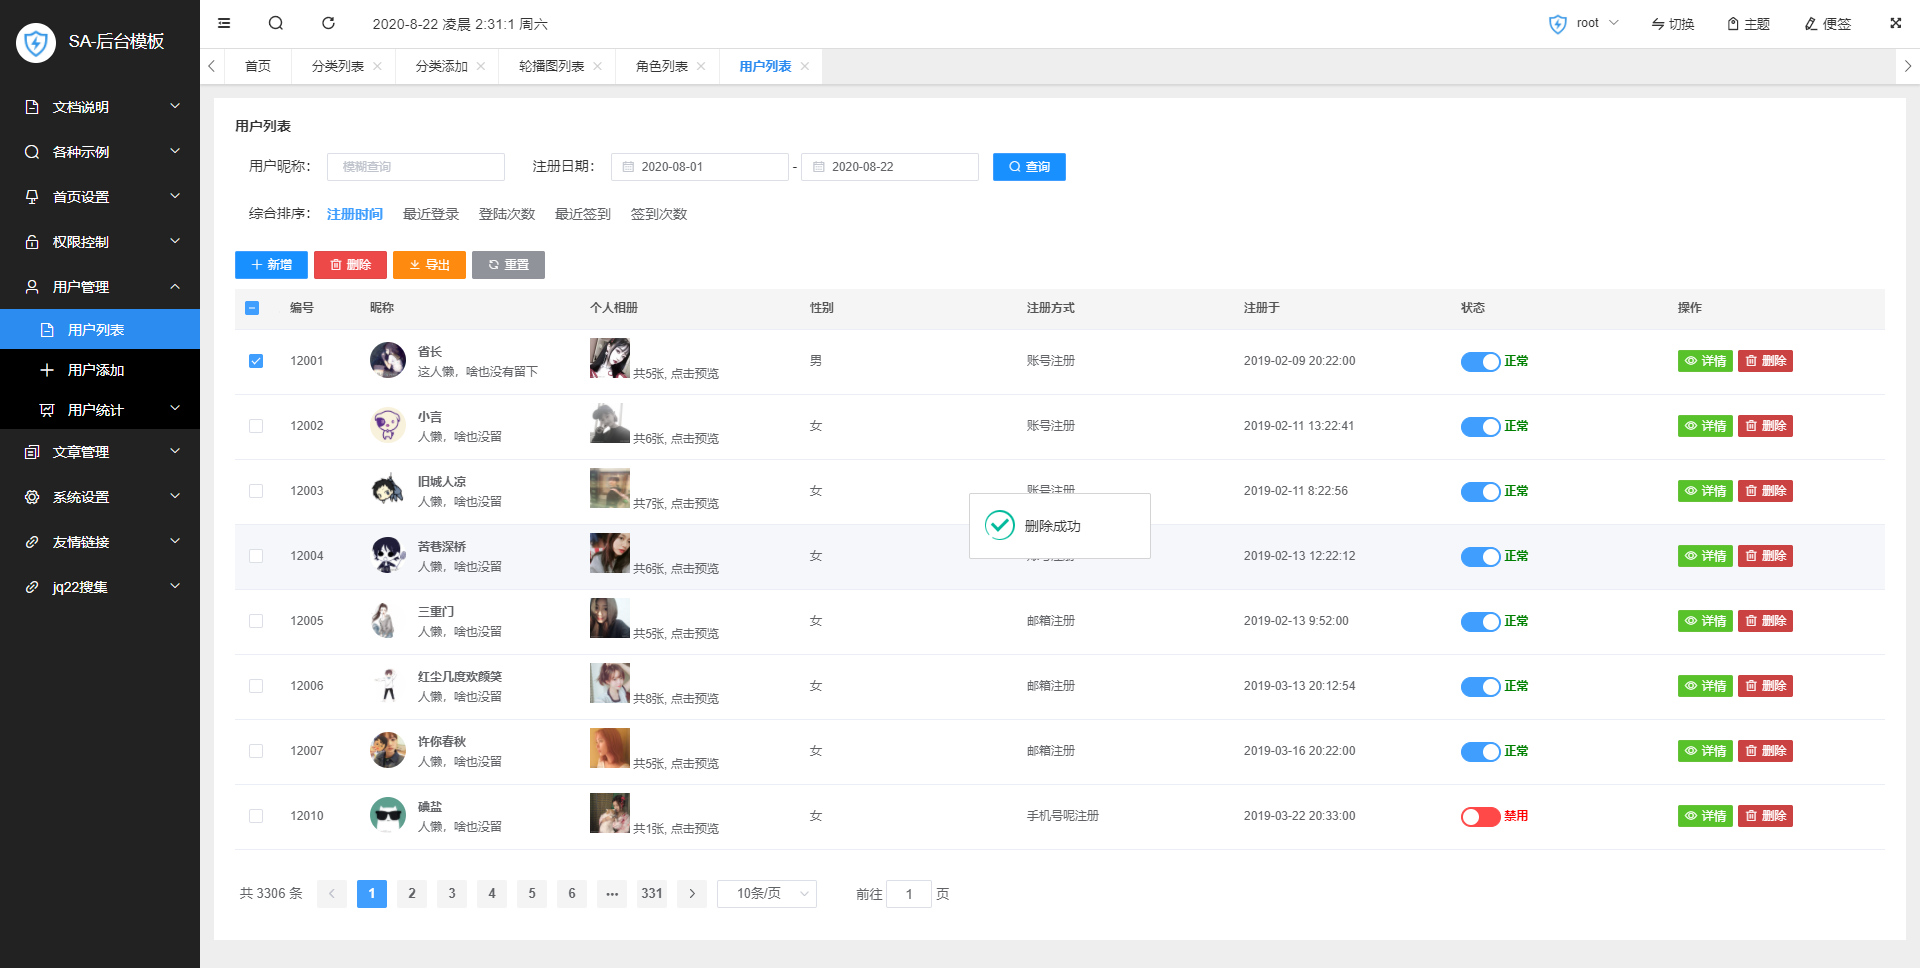 SA-后台模板
2020-8-22 凌晨 2:31:1 周六
root
切换
主题
便签
首页
分类列表
分类添加
轮播图列表
角色列表
用户列表
文档说明
各种示例
首页设置
权限控制
用户管理
用户列表
用户添加
用户统计
文章管理
系统设置
友情链接
jq22搜集
用户列表
用户昵称： 模糊查询 注册日期： 2020-08-01 - 2020-08-22 查询
综合排序： 注册时间 最近登录 登陆次数 最近签到 签到次数
新增 删除 导出 重置
编号 昵称 个人相册 性别 注册方式 注册于 状态 操作
12001 省长 这人懒，啥也没有留下 共5张, 点击预览 男 账号注册 2019-02-09 20:22:00 正常 详情 删除
12002 小言 人懒，啥也没留 共6张, 点击预览 女 账号注册 2019-02-11 13:22:41 正常 详情 删除
12003 旧城人凉 人懒，啥也没留 共7张, 点击预览 女 账号注册 2019-02-11 8:22:56 正常 详情 删除
删除成功
12004 苦巷深桥 人懒，啥也没留 共6张, 点击预览 女 2019-02-13 12:22:12 正常 详情 删除
12005 三重门 人懒，啥也没留 共5张, 点击预览 女 邮箱注册 2019-02-13 9:52:00 正常 详情 删除
12006 红尘几度欢颜笑 人懒，啥也没留 共8张, 点击预览 女 邮箱注册 2019-03-13 20:12:54 正常 详情 删除
12007 许你春秋 人懒，啥也没留 共5张, 点击预览 女 邮箱注册 2019-03-16 20:22:00 正常 详情 删除
12010 碘盐 人懒，啥也没留 共1张, 点击预览 女 手机号呢注册 2019-03-22 20:33:00 禁用 详情 删除
共 3306 条 1 2 3 4 5 6 ··· 331 10条/页 前往 1 页